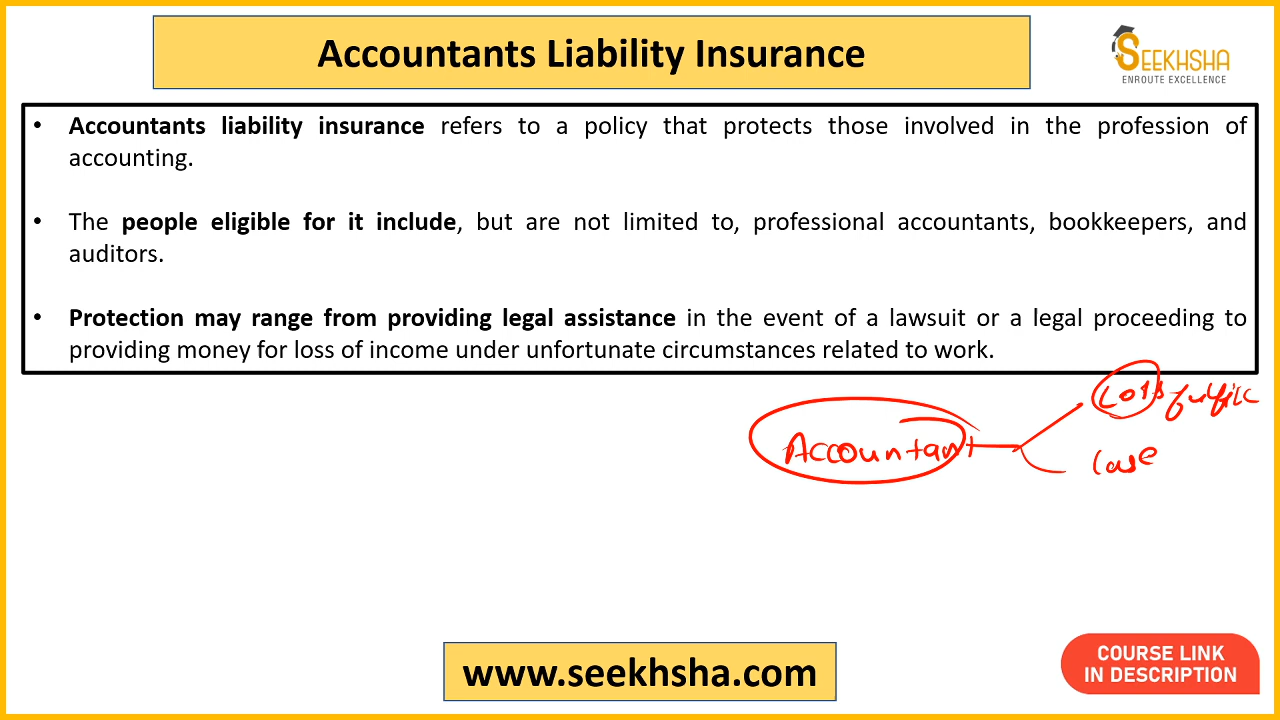 Accountants Liability Insurance
SEEKHSHA
ENROUTE EXCELLENCE
• Accountants liability insurance refers to a policy that protects those involved in the profession of
accounting.
• The people eligible for it include, but are not limited to, professional accountants, bookkeepers, and
auditors.
• Protection may range from providing legal assistance in the event of a lawsuit or a legal proceeding to
providing money for loss of income under unfortunate circumstances related to work.
Loss
Accountant
www.seekhsha.com
COURSE LINK
IN DESCRIPTION